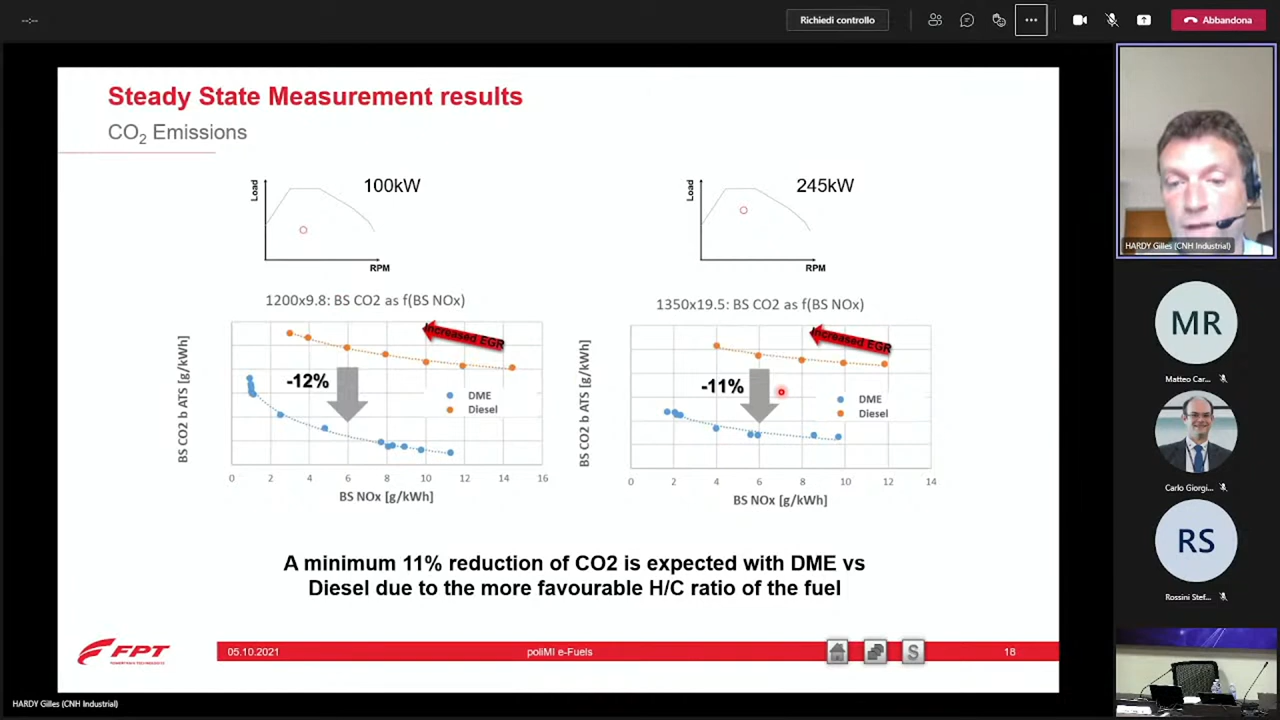 --:--
Richiedi controllo
Abbandona
Steady State Measurement results
CO2 Emissions
100kW
Load
RPM
245kW
Load
RPM
1200x9.8: BS CO2 as f(BS NOx)
Increased EGR
-12%
DME
Diesel
BS CO2 b ATS [g/kWh]
0 2 4 6 8 10 12 14 16
BS NOx [g/kWh]
1350x19.5: BS CO2 as f(BS NOx)
Increased EGR
-11%
DME
Diesel
BS CO2 b ATS [g/kWh]
0 2 4 6 8 10 12 14
BS NOx [g/kWh]
A minimum 11% reduction of CO2 is expected with DME vs
Diesel due to the more favourable H/C ratio of the fuel
FPT
05.10.2021
poliMI e-Fuels
S
18
HARDY Gilles (CNH Industrial)
HARDY Gilles (CNH Industrial)
MR
Matteo Car...
Carlo Giorgi...
RS
Rossini Stef...